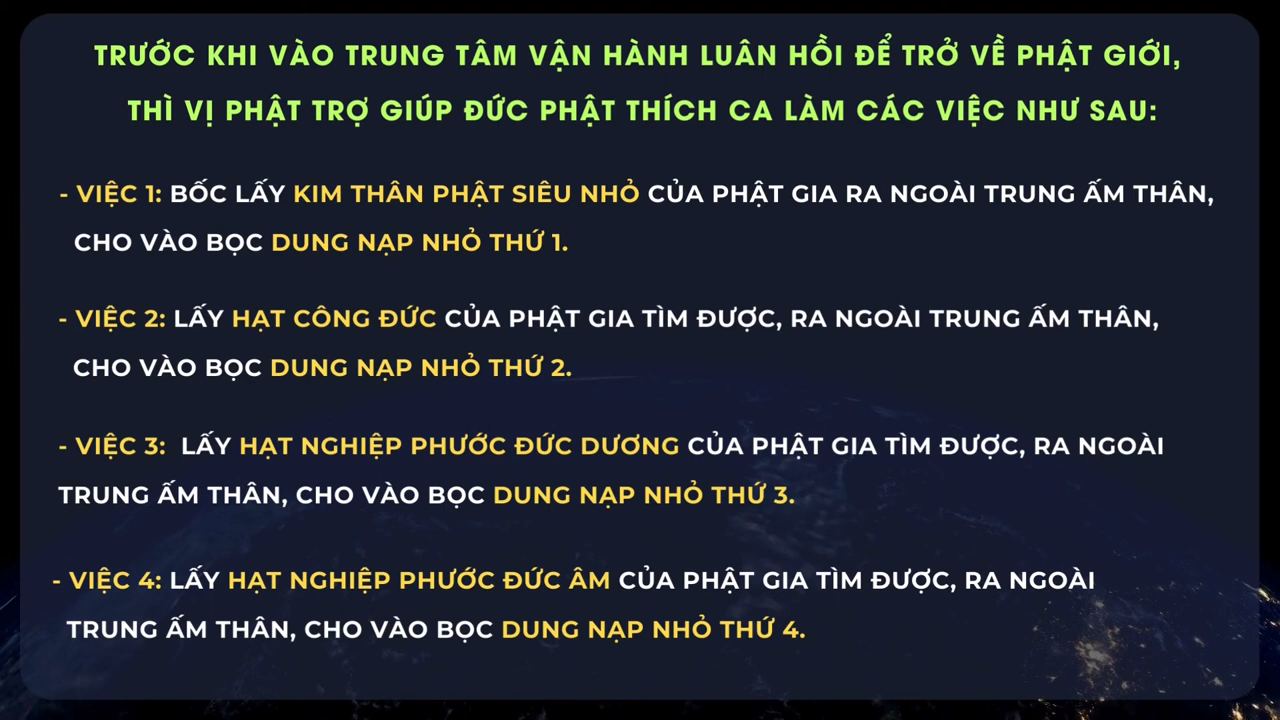 TRƯỚC KHI VÀO TRUNG TÂM VẬN HÀNH LUÂN HỒI ĐỂ TRỞ VỀ PHẬT GIỚI,
THÌ VỊ PHẬT TRỢ GIÚP ĐỨC PHẬT THÍCH CA LÀM CÁC VIỆC NHƯ SAU:
- VIỆC 1: BỐC LẤY KIM THÂN PHẬT SIÊU NHỎ CỦA PHẬT GIA RA NGOÀI TRUNG ẤM THÂN,
CHO VÀO BỌC DUNG NẠP NHỎ THỨ 1.
- VIỆC 2: LẤY HẠT CÔNG ĐỨC CỦA PHẬT GIA TÌM ĐƯỢC, RA NGOÀI TRUNG ẤM THÂN,
CHO VÀO BỌC DUNG NẠP NHỎ THỨ 2.
- VIỆC 3: LẤY HẠT NGHIỆP PHƯỚC ĐỨC DƯƠNG CỦA PHẬT GIA TÌM ĐƯỢC, RA NGOÀI
TRUNG ẤM THÂN, CHO VÀO BỌC DUNG NẠP NHỎ THỨ 3.
- VIỆC 4: LẤY HẠT NGHIỆP PHƯỚC ĐỨC ÂM CỦA PHẬT GIA TÌM ĐƯỢC, RA NGOÀI
TRUNG ẤM THÂN, CHO VÀO BỌC DUNG NẠP NHỎ THỨ 4.